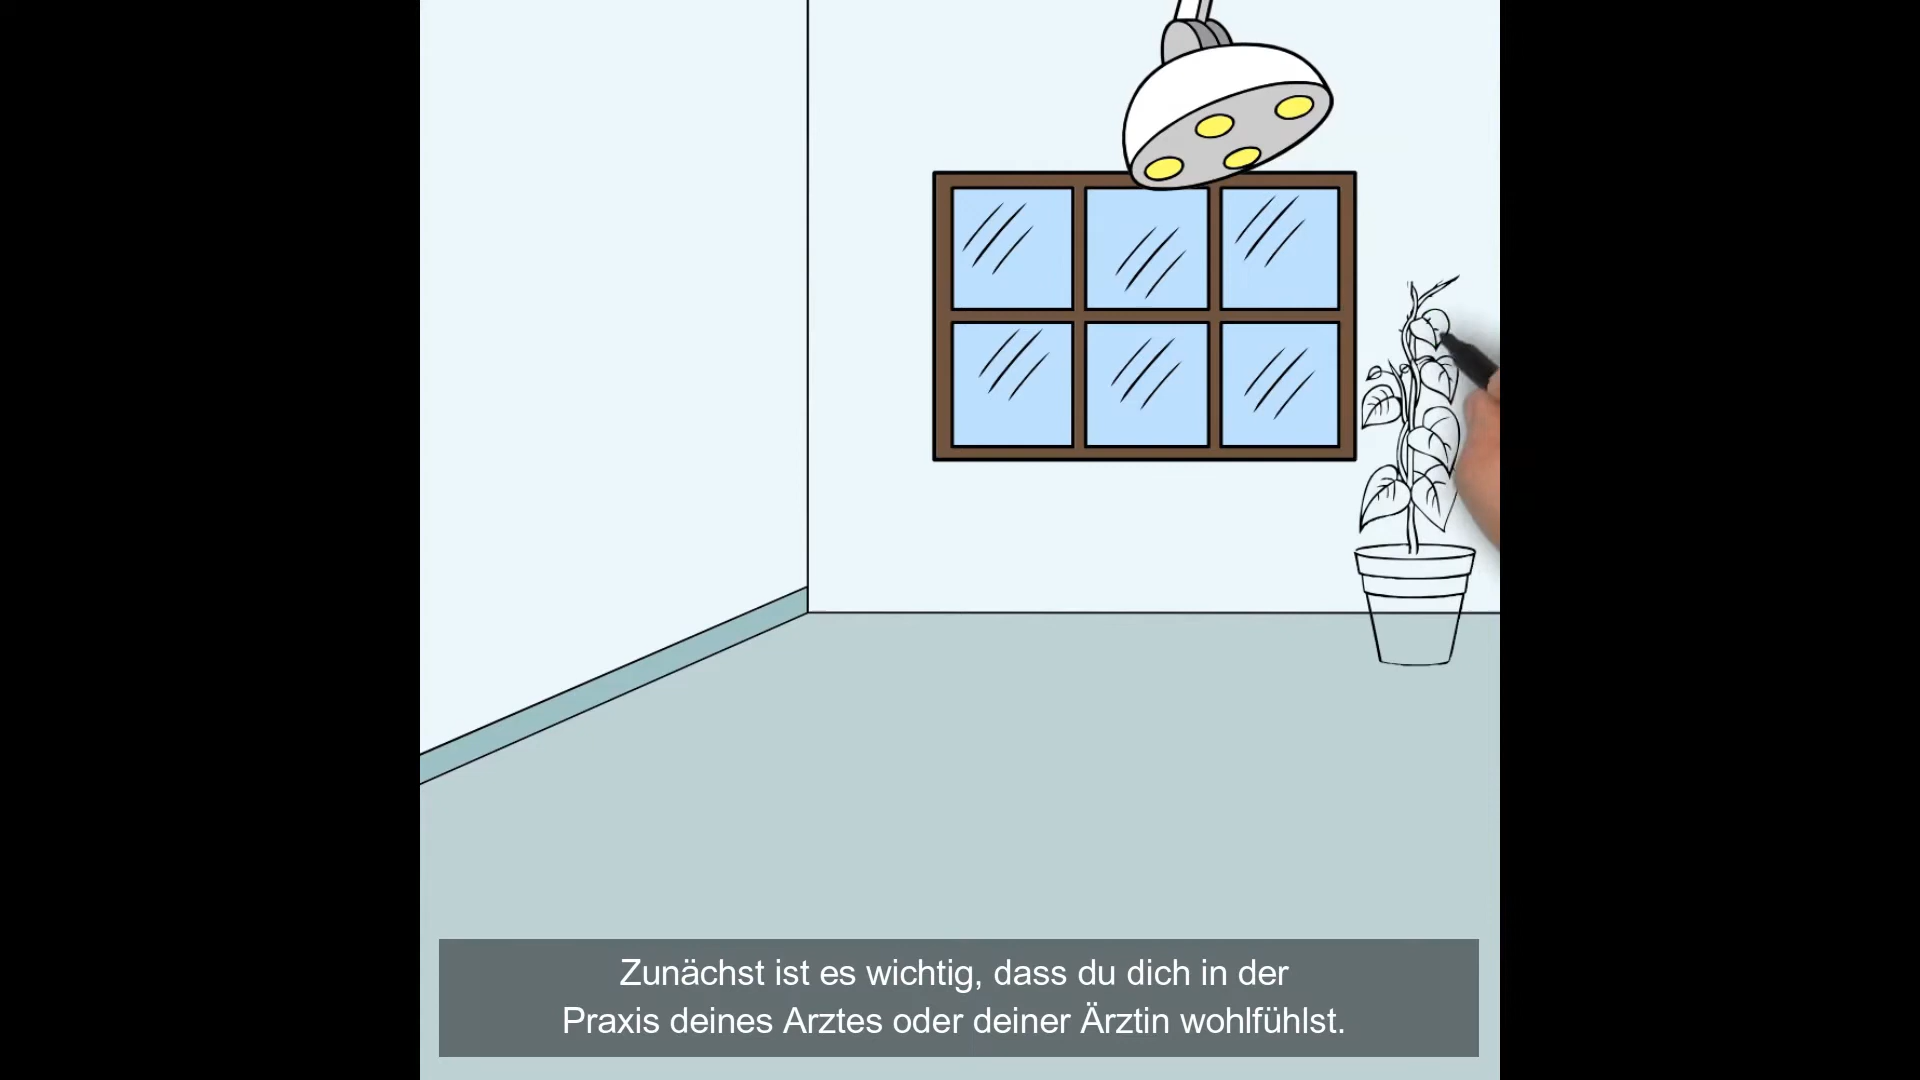 Zunächst ist es wichtig, dass du dich in der
Praxis deines Arztes oder deiner Ärztin wohlfühlst.